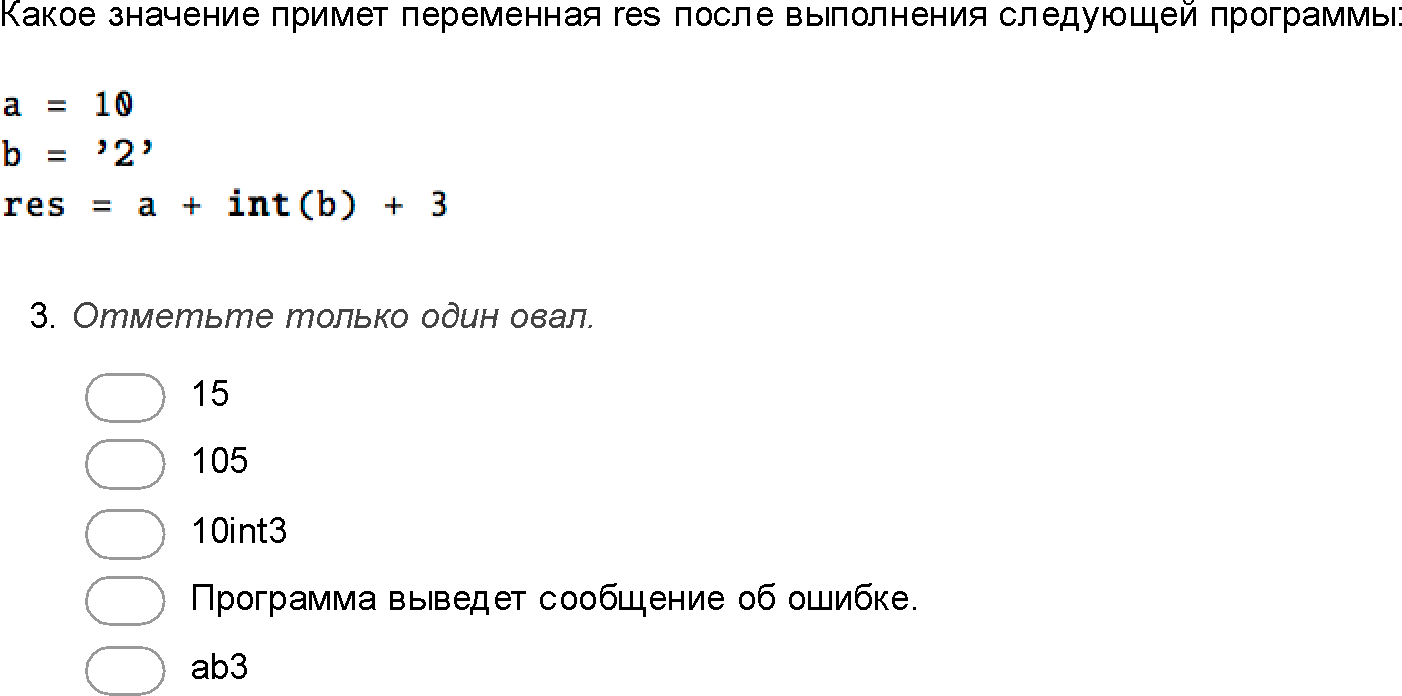 Какое значение примет переменная res после выполнения следующей программы:
a = 10
b = ’2’
res = a + int(b) + 3
3. Отметьте только один овал.
15
105
10int3
Программа выведет сообщение об ошибке.
ab3